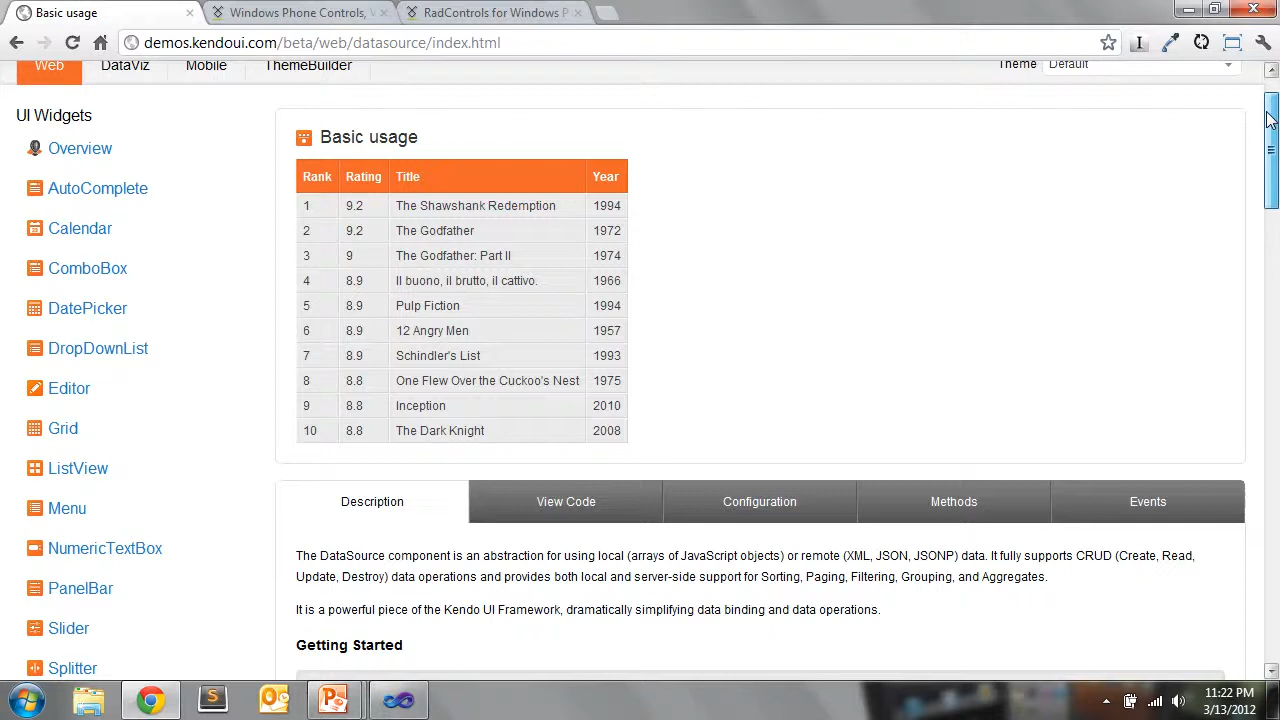 Basic usage
Windows Phone Controls, V
RadControls for Windows P
demos.kendoui.com/beta/web/datasource/index.html
Web DataViz Mobile ThemeBuilder Theme Default
UI Widgets
Overview
AutoComplete
Calendar
ComboBox
DatePicker
DropDownList
Editor
Grid
ListView
Menu
NumericTextBox
PanelBar
Slider
Splitter
Basic usage
Rank Rating Title Year
1 9.2 The Shawshank Redemption 1994
2 9.2 The Godfather 1972
3 9 The Godfather: Part II 1974
4 8.9 Il buono, il brutto, il cattivo. 1966
5 8.9 Pulp Fiction 1994
6 8.9 12 Angry Men 1957
7 8.9 Schindler's List 1993
8 8.8 One Flew Over the Cuckoo's Nest 1975
9 8.8 Inception 2010
10 8.8 The Dark Knight 2008
Description View Code Configuration Methods Events
The DataSource component is an abstraction for using local (arrays of JavaScript objects) or remote (XML, JSON, JSONP) data. It fully supports CRUD (Create, Read,
Update, Destroy) data operations and provides both local and server-side support for Sorting, Paging, Filtering, Grouping, and Aggregates.
It is a powerful piece of the Kendo UI Framework, dramatically simplifying data binding and data operations.
Getting Started
11:22 PM
3/13/2012